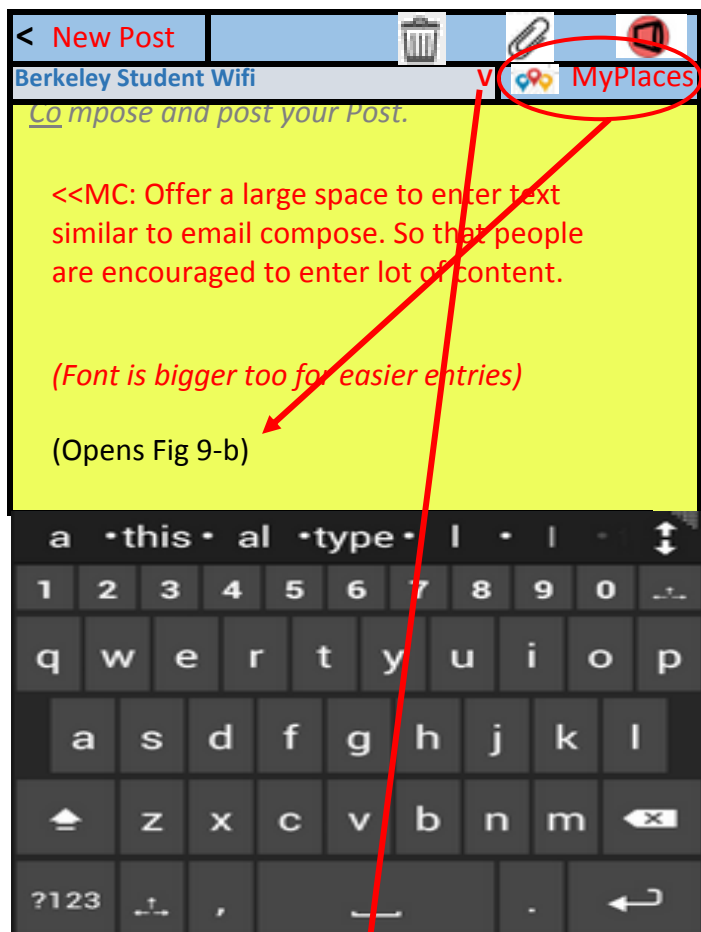 < New Post
Berkeley Student Wifi V MyPlaces
Co mpose and post your Post.
<<MC: Offer a large space to enter text
similar to email compose. So that people
are encouraged to enter lot of content.
(Font is bigger too for easier entries)
(Opens Fig 9-b)
a •this• al •type• l • l
1 2 3 4 5 6 7 8 9 0
q w e r t y u i o p
a s d f g h j k l
z x c v b n m
?123 , .